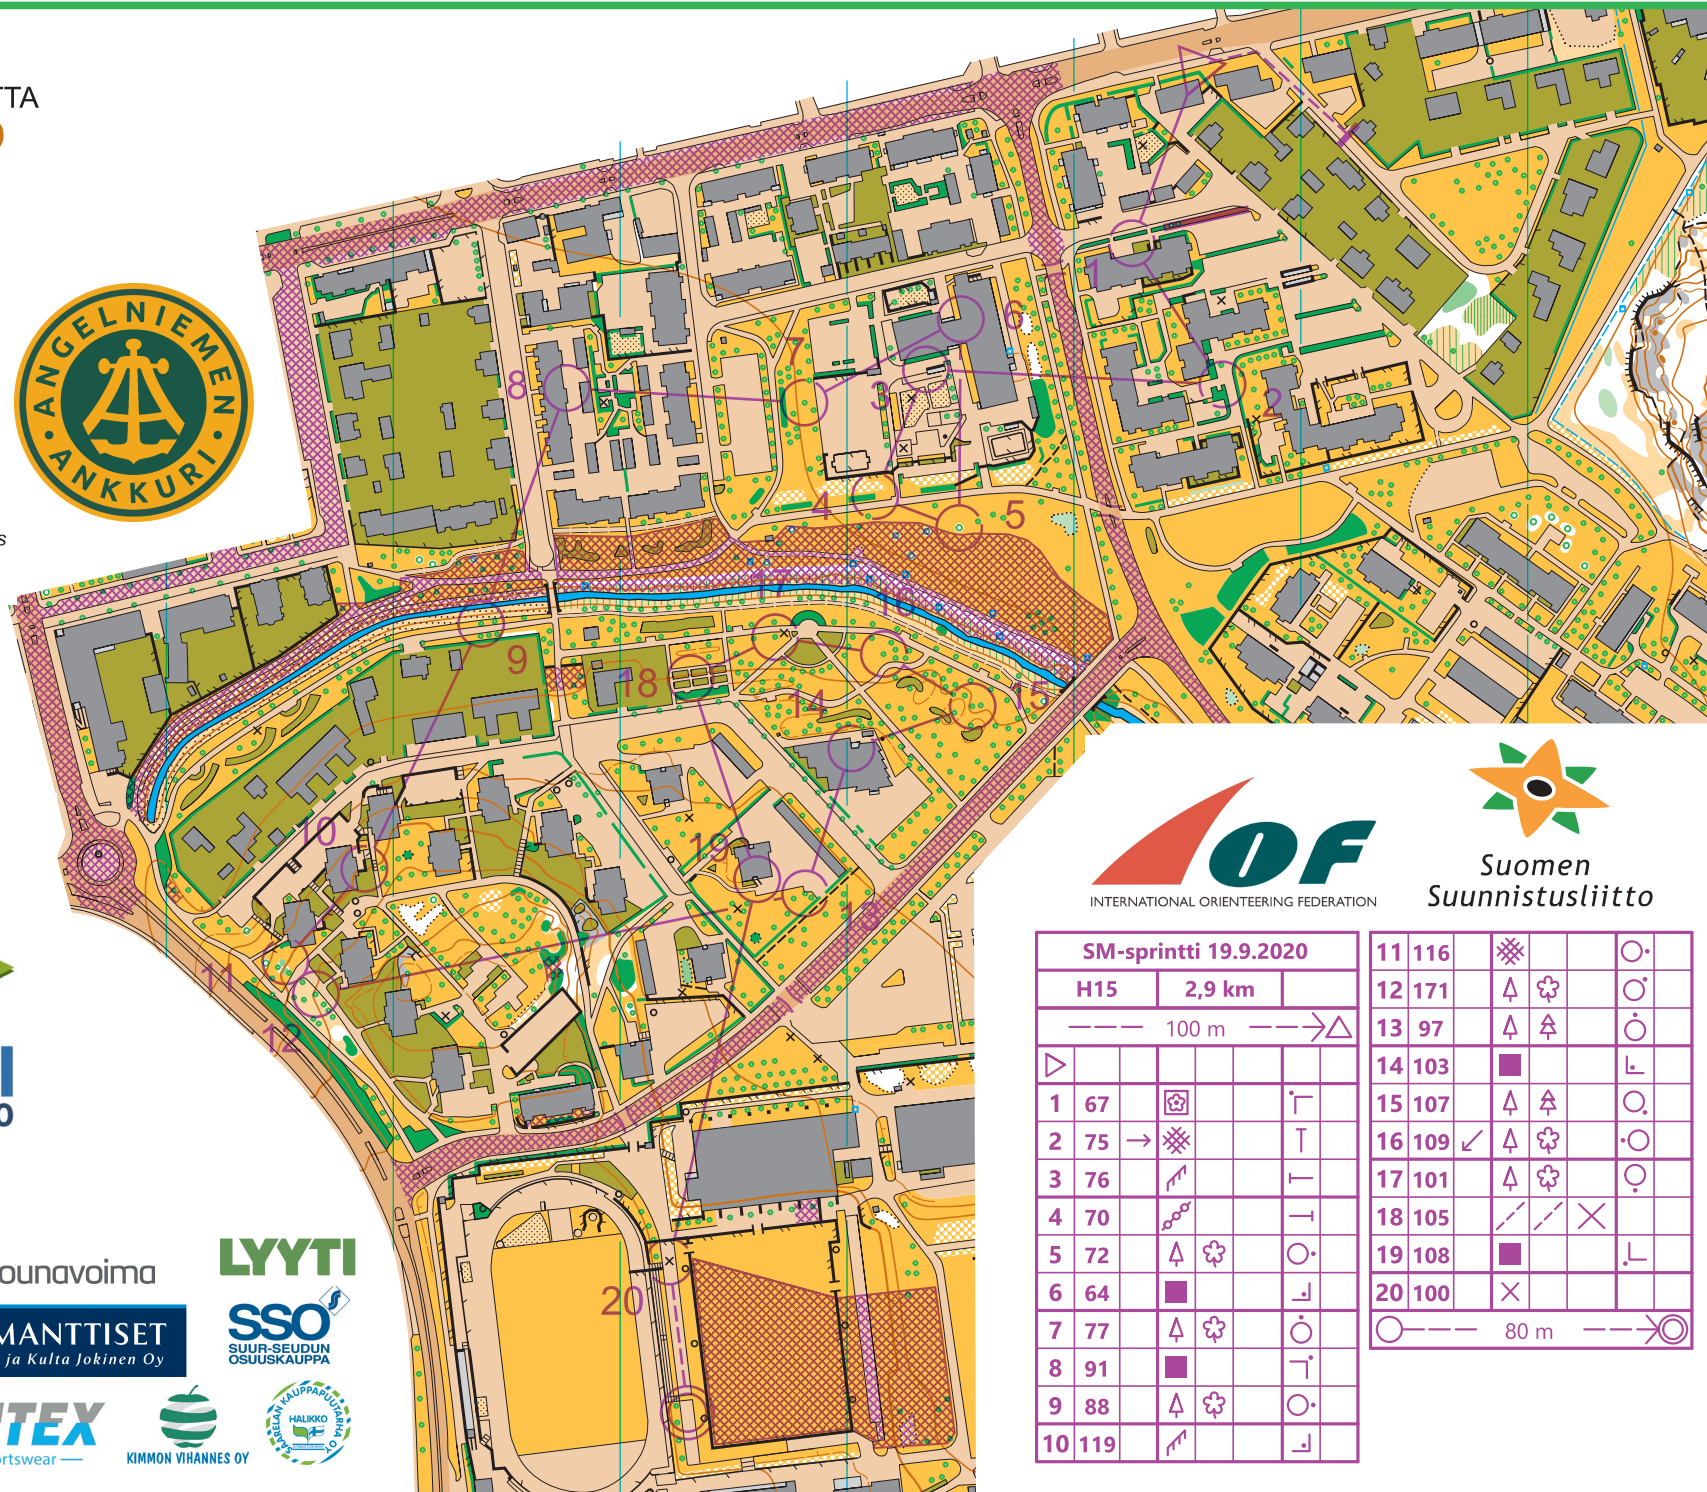 TTA
ANGELNIEMEN
• ANKKURI •
s
0
ounavoima
LYYTI
MANTTISET
ja Kulta Jokinen Oy
SSO
SUUR-SEUDUN
OSUUSKAUPPA
TEX
rtswear
KIMMON VIHANNES OY
SAARELAN KAUPPAPUUTARHA OY
HALIKKO
1
2
3
4
5
6
7
8
9
10
11
12
13
14
15
16
17
18
19
20
IOF
INTERNATIONAL ORIENTEERING FEDERATION
Suomen
Suunnistusliitto
SM-sprintti 19.9.2020
H15 2,9 km
100 m
1 67
2 75
3 76
4 70
5 72
6 64
7 77
8 91
9 88
10 119
11 116
12 171
13 97
14 103
15 107
16 109
17 101
18 105
19 108
20 100
80 m